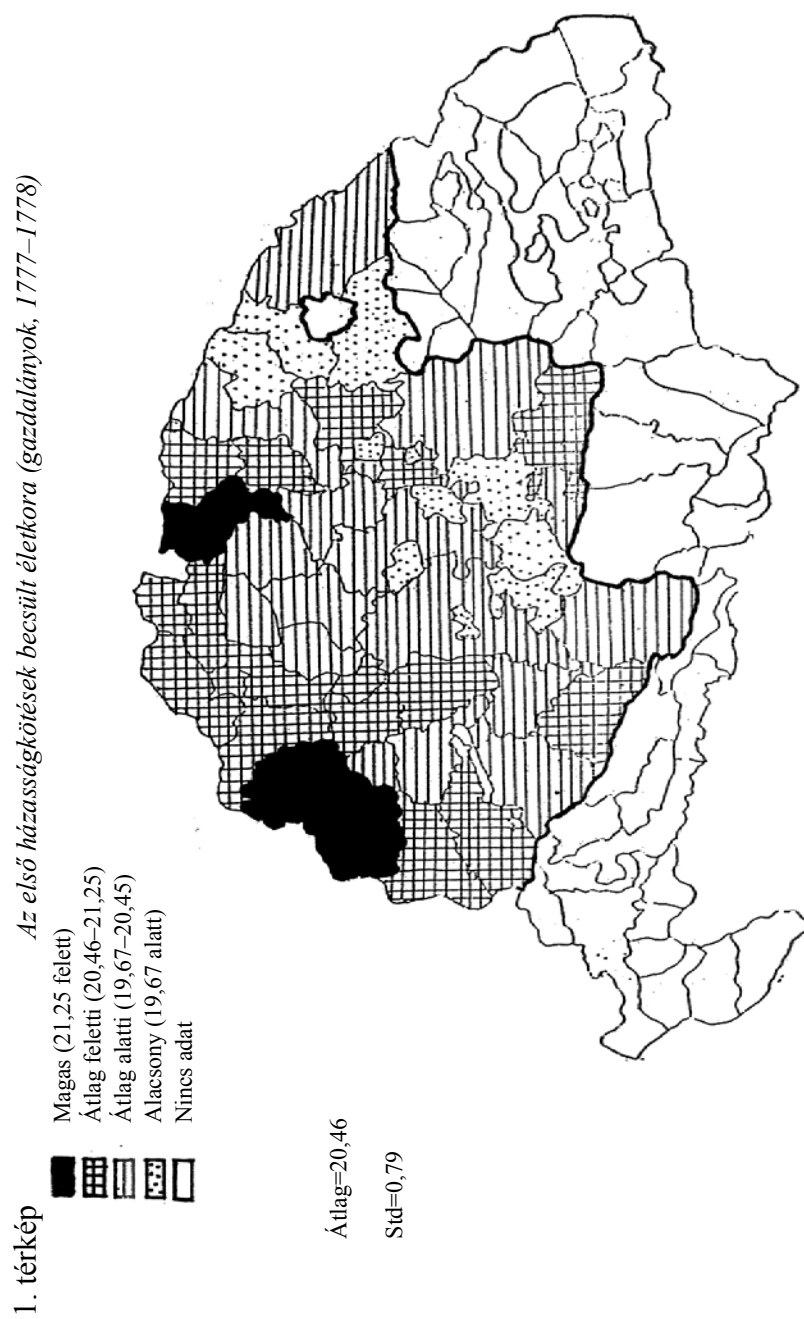 1. térkép
Az első házasságkötések becsült életkora (gazdalányok, 1777–1778)
Magas (21,25 felett)
Átlag feletti (20,46–21,25)
Átlag alatti (19,67–20,45)
Alacsony (19,67 alatt)
Nincs adat
Átlag=20,46
Std=0,79